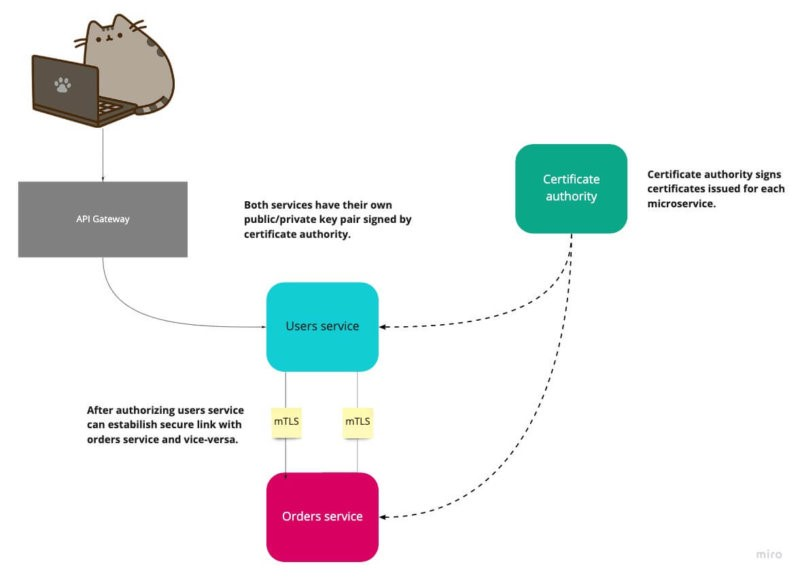 Certificate
authority
Certificate authority signs
certificates issued for each
microservice.
API Gateway
Both services have their own
public/private key pair signed by
certificate authority.
Users service
After authorizing users service
can estabilish secure link with
orders service and vice-versa.
mTLS
mTLS
Orders service
miro